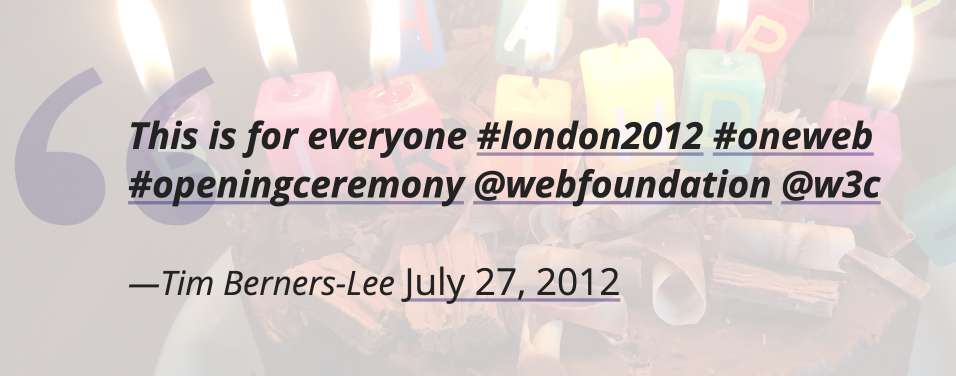 This is for everyone #london2012 #oneweb
#openingceremony @webfoundation @w3c
—Tim Berners-Lee July 27, 2012